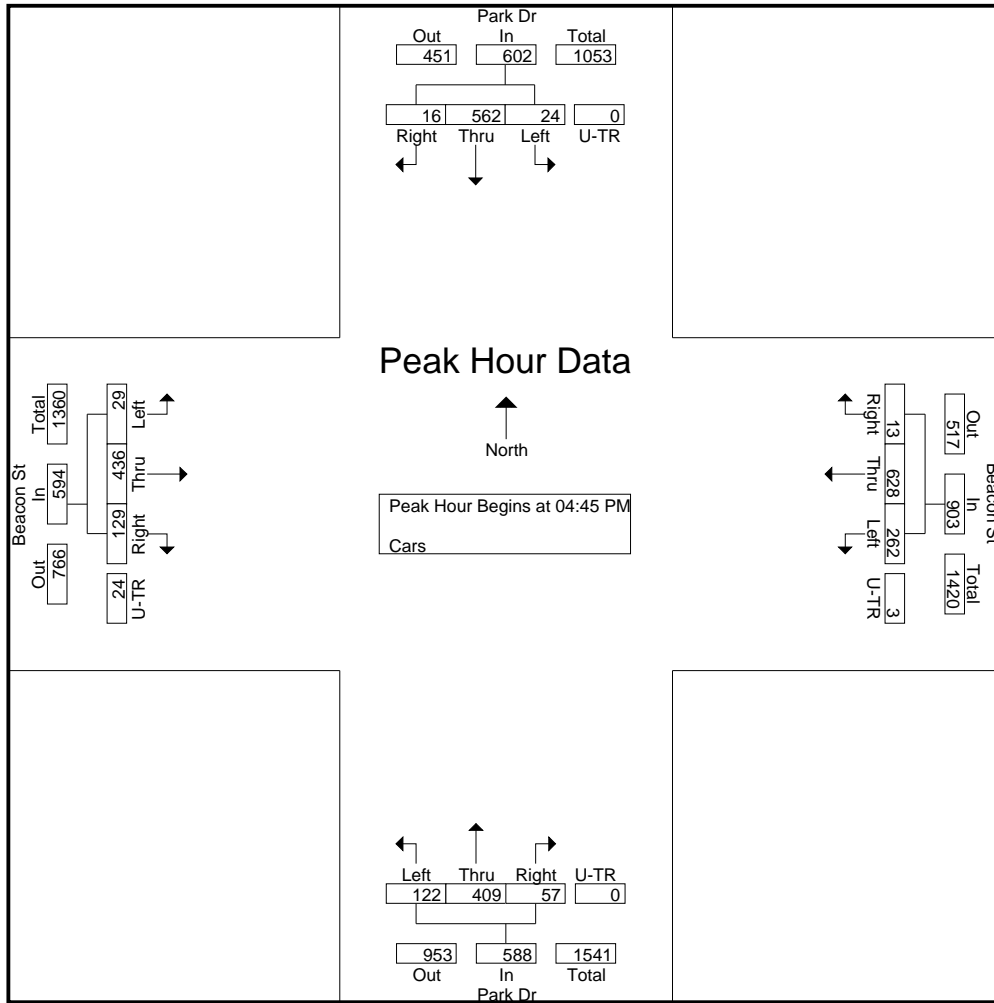 Park Dr
Out In Total
451 602 1053
16 562 24 0
Right Thru Left U-TR
Peak Hour Data
North
Peak Hour Begins at 04:45 PM
Cars
Beacon St
Total In Out
1360 594 766
29 436 129 24
Left Thru Right U-TR
Right Thru Left U-TR
13 628 262 3
Out In Total
517 903 1420
Beacon St
Left Thru Right U-TR
122 409 57 0
953 588 1541
Out In Total
Park Dr